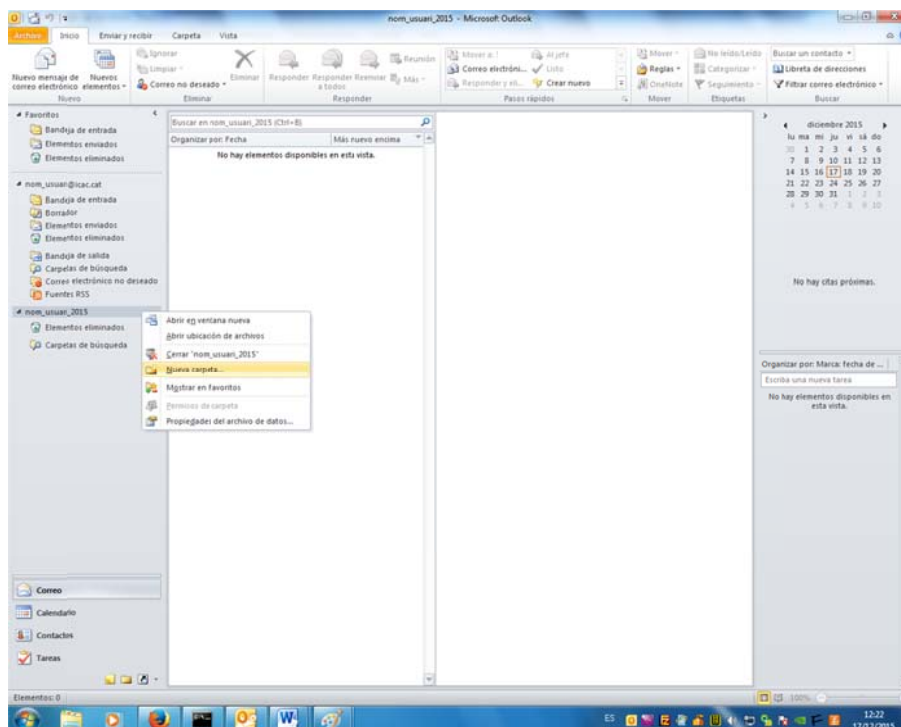 nom_usuari_2015 - Microsoft Outlook
Archivo Inicio Enviar y recibir Carpeta Vista
Nuevo mensaje de correo electrónico
Nuevos elementos
Nuevo
Ignorar
Limpiar
Correo no deseado
Eliminar
Eliminar
Responder
Responder a todos
Reenviar
Reunión
Más
Responder
Mover a: ?
Correo electróni...
Responder y eli...
Al jefe
Listo
Crear nuevo
Pasos rápidos
Mover
Reglas
OneNote
Mover
No leído/Leído
Categorizar
Seguimiento
Etiquetas
Buscar un contacto
Libreta de direcciones
Filtrar correo electrónico
Buscar
Favoritos
Bandeja de entrada
Elementos enviados
Elementos eliminados
nom_usuari@icac.cat
Bandeja de entrada
Borrador
Elementos enviados
Elementos eliminados
Bandeja de salida
Carpetas de búsqueda
Correo electrónico no deseado
Fuentes RSS
nom_usuari_2015
Elementos eliminados
Carpetas de búsqueda
Correo
Calendario
Contactos
Tareas
Buscar en nom_usuari_2015 (Ctrl+B)
Organizar por: Fecha Más nuevo encima
No hay elementos disponibles en esta vista.
Abrir en ventana nueva
Abrir ubicación de archivos
Cerrar "nom_usuari_2015"
Nueva carpeta...
Mostrar en favoritos
Permisos de carpeta
Propiedades del archivo de datos...
diciembre 2015
lu ma mi ju vi sá do
30 1 2 3 4 5 6
7 8 9 10 11 12 13
14 15 16 17 18 19 20
21 22 23 24 25 26 27
28 29 30 31 1 2 3
4 5 6 7 8 9 10
No hay citas próximas.
Organizar por: Marca: fecha de ...
Escriba una nueva tarea
No hay elementos disponibles en
esta vista.
Elementos: 0
100%
ES
12:22
17/12/2015